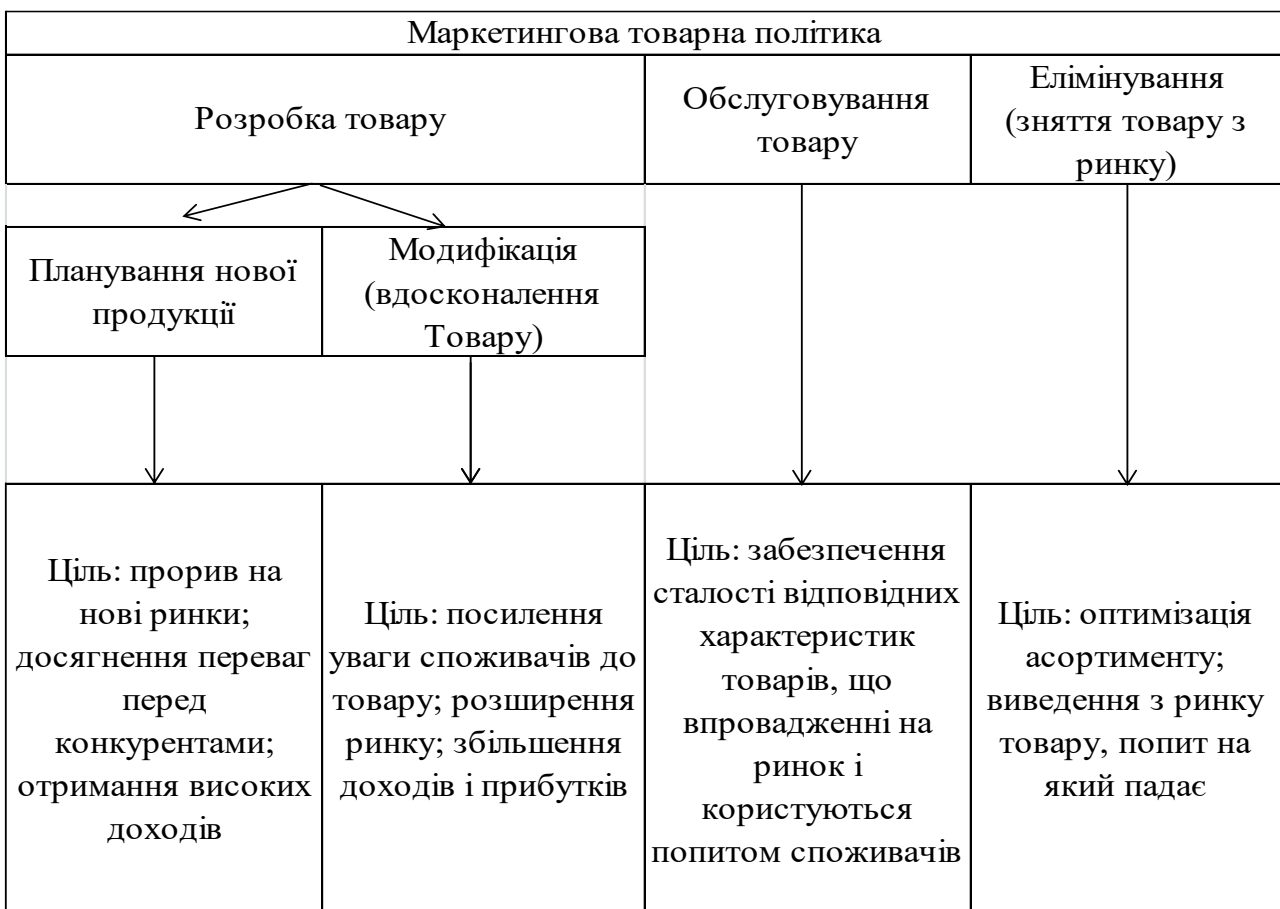 Маркетингова товарна політика
Розробка товару
Обслуговування
товару
Елімінування
(зняття товару з
ринку)
Планування нової
продукції
Модифікація
(вдосконалення
Товару)
Ціль: прорив на
нові ринки;
досягнення переваг
перед
конкурентами;
отримання високих
доходів
Ціль: посилення
уваги споживачів до
товару; розширення
ринку; збільшення
доходів і прибутків
Ціль: забезпечення
сталості відповідних
характеристик
товарів, що
впровадженні на
ринок і
користуються
попитом споживачів
Ціль: оптимізація
асортименту;
виведення з ринку
товару, попит на
який падає